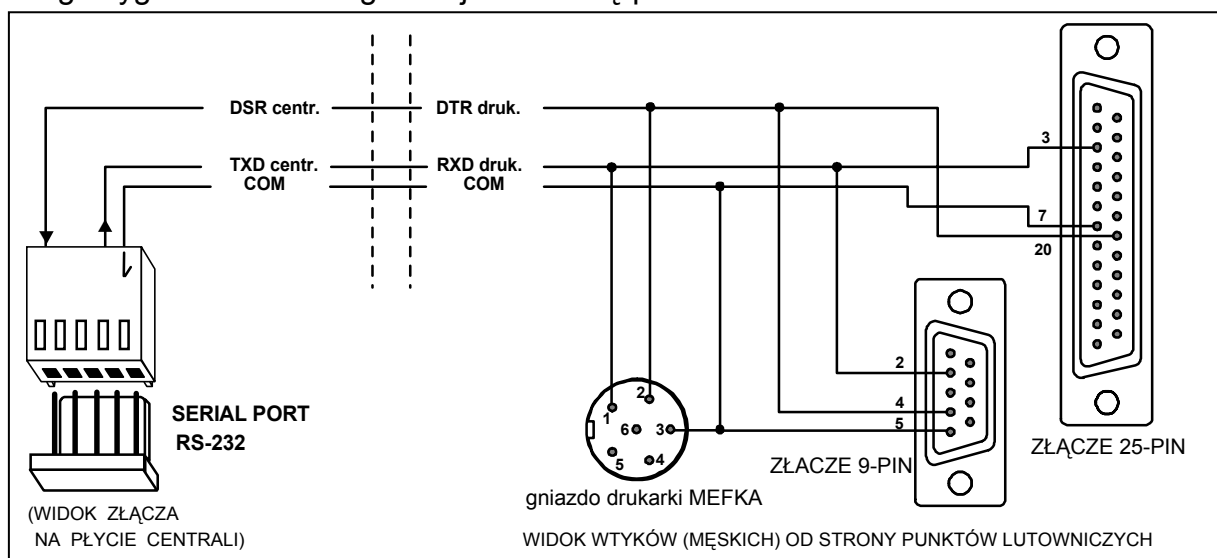 DSR centr.
DTR druk.
TXD centr.
RXD druk.
COM
COM
3
7
20
2
4
5
1
2
6
3
5
4
SERIAL PORT
RS-232
(WIDOK ZŁĄCZA
NA PŁYCIE CENTRALI)
gniazdo drukarki MEFKA
ZŁACZE 9-PIN
ZŁĄCZE 25-PIN
WIDOK WTYKÓW (MĘSKICH) OD STRONY PUNKTÓW LUTOWNICZYCH